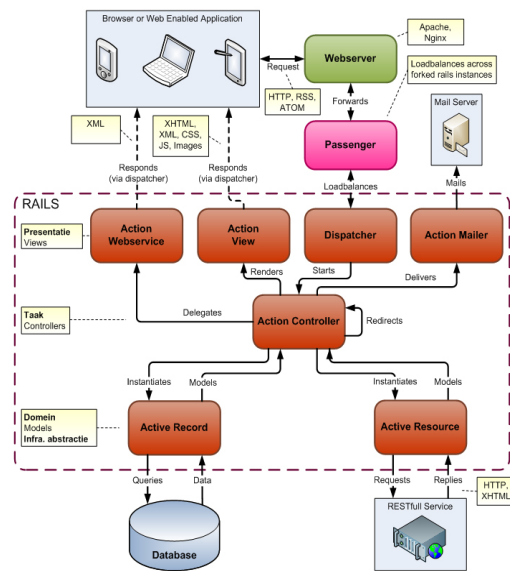 Browser or Web Enabled Application
Apache,
Nginx
Webserver
Request
HTTP, RSS,
ATOM
Loadbalances across
forked rails instances
Forwards
Mail Server
XML
XHTML,
XML, CSS,
JS, Images
Passenger
Responds
(via dispatcher)
Responds
(via dispatcher)
Loadbalances
Mails
RAILS
Presentatie
Views
Action
Webservice
Action
View
Dispatcher
Action Mailer
Renders
Starts
Delivers
Taak
Controllers
Delegates
Action Controller
Redirects
Instantiates
Models
Instantiates
Models
Domein
Models
Infra. abstractie
Active Record
Active Resource
Queries
Data
Requests
Replies
HTTP,
XHTML
RESTfull Service
Database